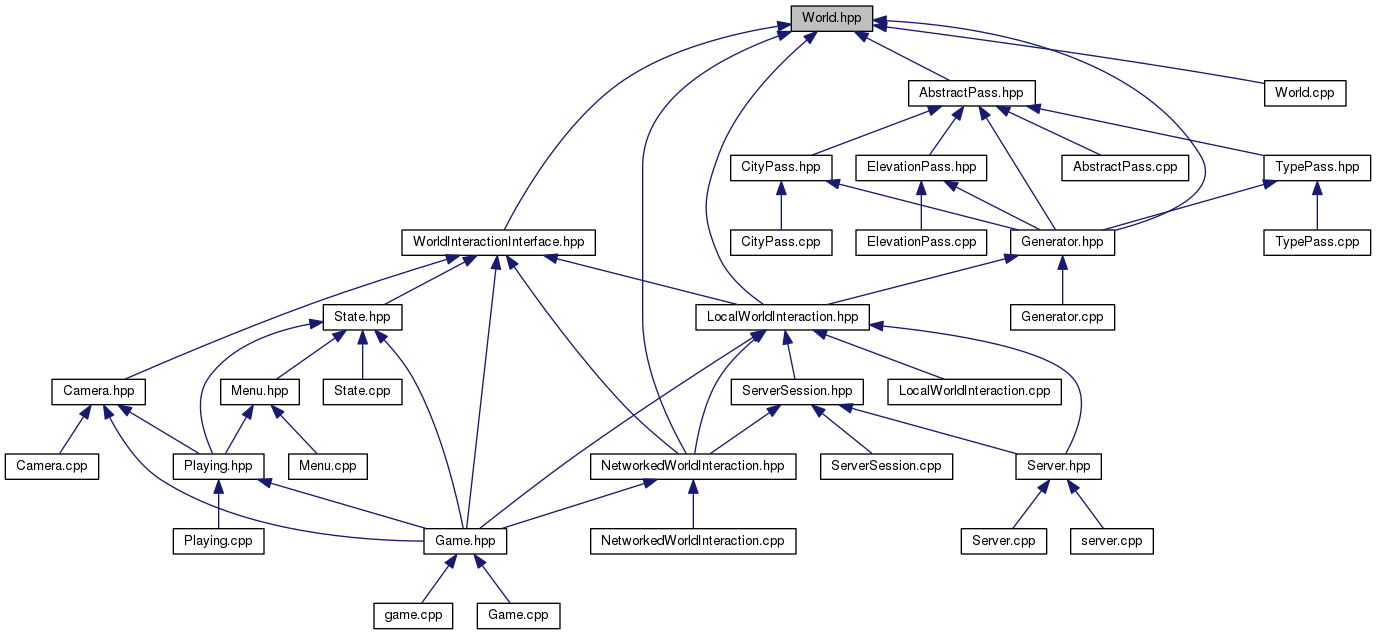 World.hpp
AbstractPass.hpp
World.cpp
CityPass.hpp
ElevationPass.hpp
AbstractPass.cpp
TypePass.hpp
WorldInteractionInterface.hpp
CityPass.cpp
ElevationPass.cpp
Generator.hpp
TypePass.cpp
State.hpp
LocalWorldInteraction.hpp
Generator.cpp
Camera.hpp
Menu.hpp
State.cpp
ServerSession.hpp
LocalWorldInteraction.cpp
Camera.cpp
Playing.hpp
Menu.cpp
NetworkedWorldInteraction.hpp
ServerSession.cpp
Server.hpp
Playing.cpp
Game.hpp
NetworkedWorldInteraction.cpp
Server.cpp
server.cpp
game.cpp
Game.cpp